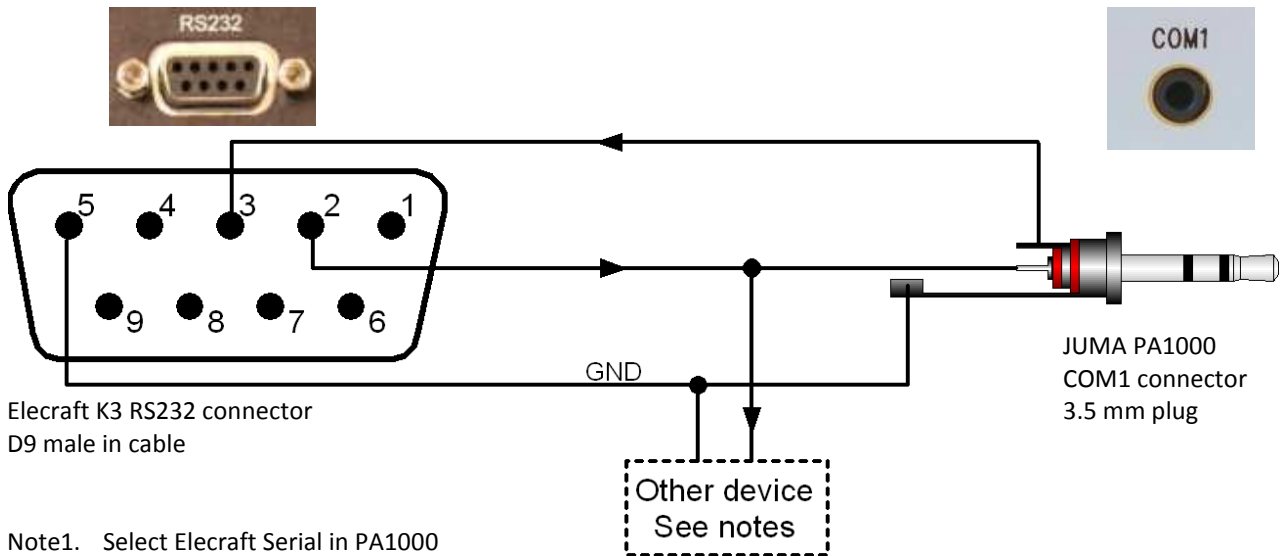 RS232
COM1
5 4 3 2 1
9 8 7 6
GND
JUMA PA1000
COM1 connector
3.5 mm plug
Elecraft K3 RS232 connector
D9 male in cable
Other device
See notes
Note1. Select Elecraft Serial in PA1000